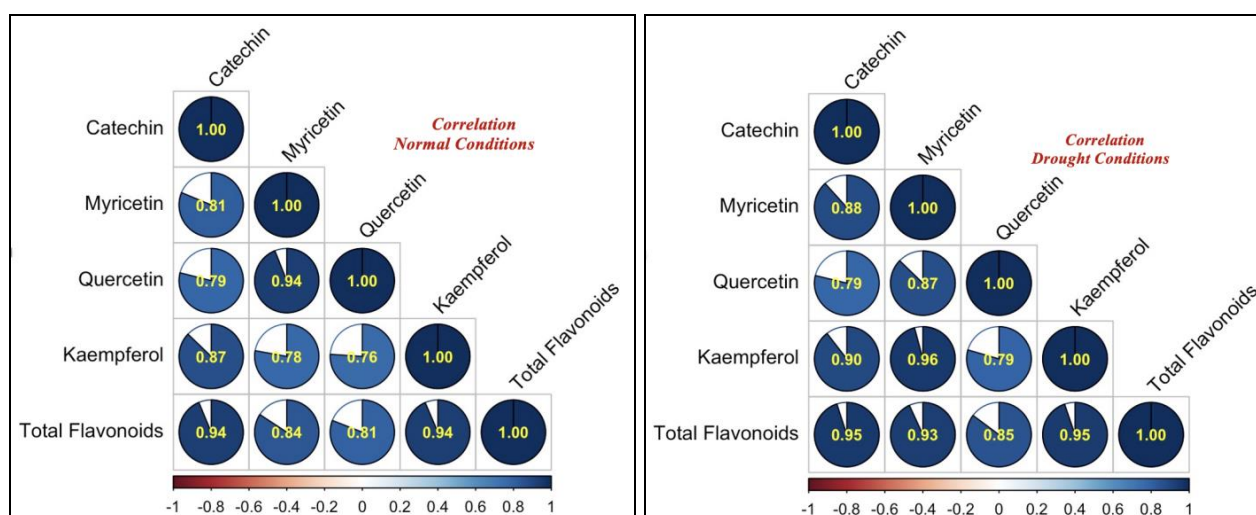 Catechin
Myricetin
Quercetin
Kaempferol
Total Flavonoids
Correlation
Normal Conditions
Catechin 1.00
Myricetin 0.81 1.00
Quercetin 0.79 0.94 1.00
Kaempferol 0.87 0.78 0.76 1.00
Total Flavonoids 0.94 0.84 0.81 0.94 1.00
-1 -0.8 -0.6 -0.4 -0.2 0 0.2 0.4 0.6 0.8 1
Catechin
Myricetin
Quercetin
Kaempferol
Total Flavonoids
Correlation
Drought Conditions
Catechin 1.00
Myricetin 0.88 1.00
Quercetin 0.79 0.87 1.00
Kaempferol 0.90 0.96 0.79 1.00
Total Flavonoids 0.95 0.93 0.85 0.95 1.00
-1 -0.8 -0.6 -0.4 -0.2 0 0.2 0.4 0.6 0.8 1